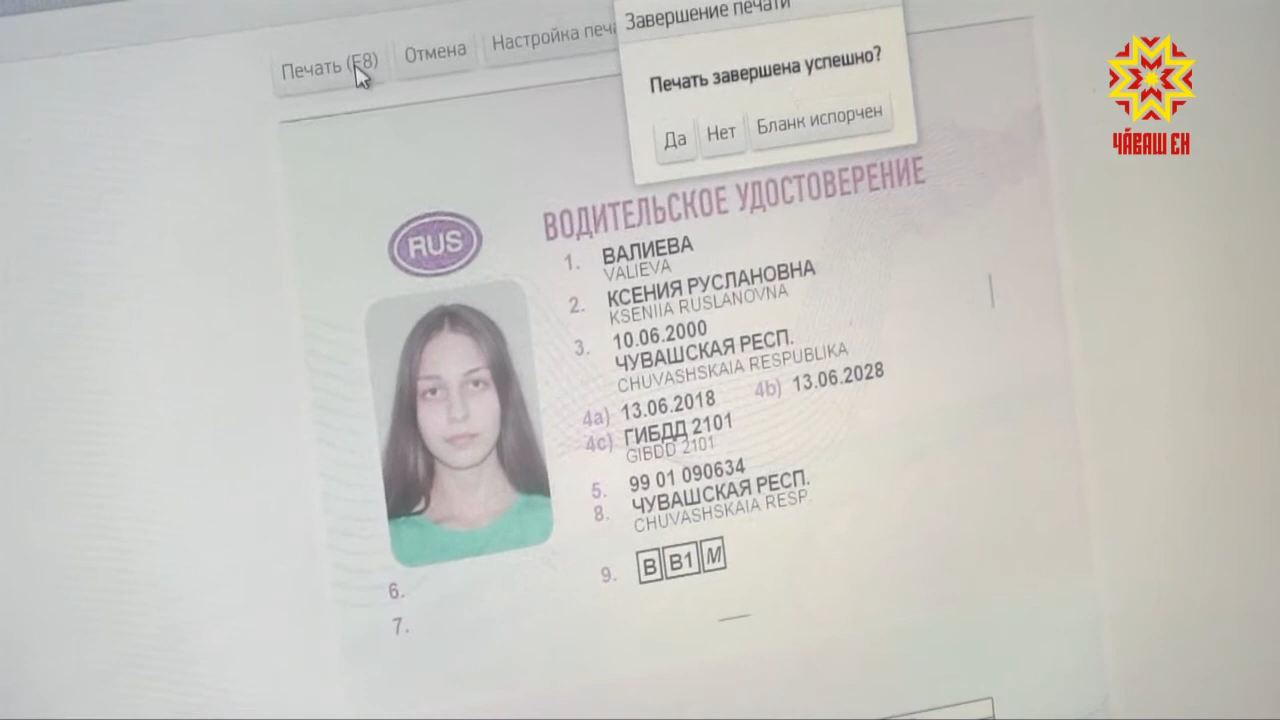 Завершение печати
Печать (F8)
Отмена
Настройка печа
Печать завершена успешно?
Да
Нет
Бланк испорчен
ЧӐВАШ ЕН
ВОДИТЕЛЬСКОЕ УДОСТОВЕРЕНИЕ
RUS
1. ВАЛИЕВА
VALIEVA
2. КСЕНИЯ РУСЛАНОВНА
KSENIIA RUSLANOVNA
3. 10.06.2000
ЧУВАШСКАЯ РЕСП.
CHUVASHSKAIA RESPUBLIKA
4a) 13.06.2018 4b) 13.06.2028
4c) ГИБДД 2101
GIBDD 2101
5. 99 01 090634
8. ЧУВАШСКАЯ РЕСП.
CHUVASHSKAIA RESP.
9. B B1 M
6.
7.